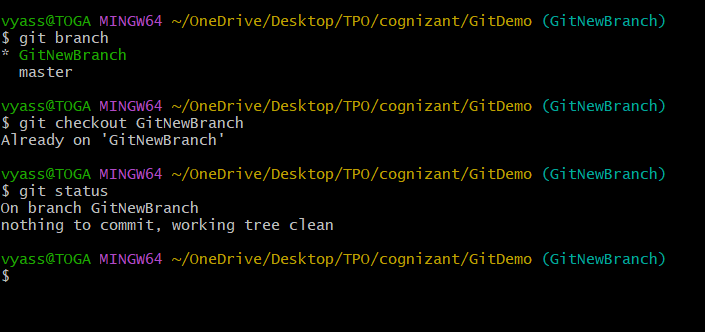 vyass@TOGA MINGW64 ~/OneDrive/Desktop/TPO/cognizant/GitDemo (GitNewBranch)
$ git branch
* GitNewBranch
  master
vyass@TOGA MINGW64 ~/OneDrive/Desktop/TPO/cognizant/GitDemo (GitNewBranch)
$ git checkout GitNewBranch
Already on 'GitNewBranch'
vyass@TOGA MINGW64 ~/OneDrive/Desktop/TPO/cognizant/GitDemo (GitNewBranch)
$ git status
On branch GitNewBranch
nothing to commit, working tree clean
vyass@TOGA MINGW64 ~/OneDrive/Desktop/TPO/cognizant/GitDemo (GitNewBranch)
$